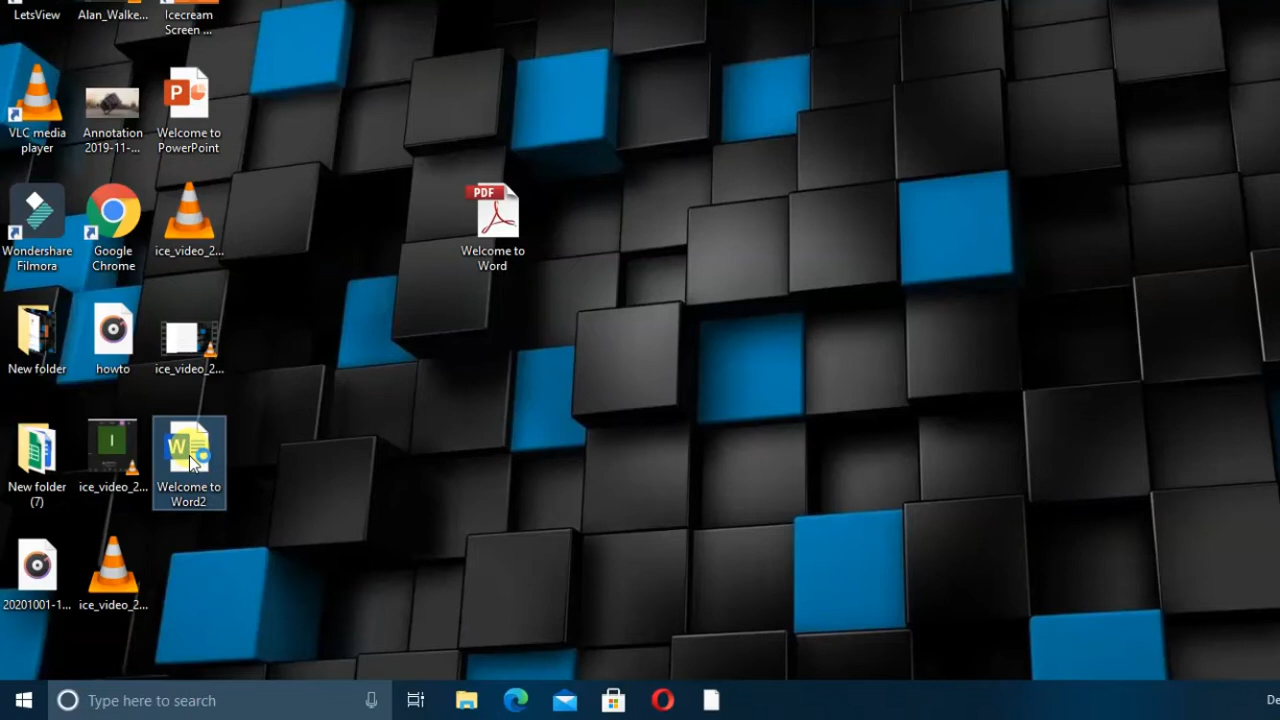 LetsView
Alan_Walke...
Icecream
Screen ...
VLC media
player
Annotation
2019-11-...
P
Welcome to
PowerPoint
Wondershare
Filmora
Google
Chrome
ice_video_2...
PDF
Welcome to
Word
New folder
howto
ice_video_2...
New folder
(7)
I
ice_video_2...
W
Welcome to
Word2
20201001-1...
ice_video_2...
Type here to search
De